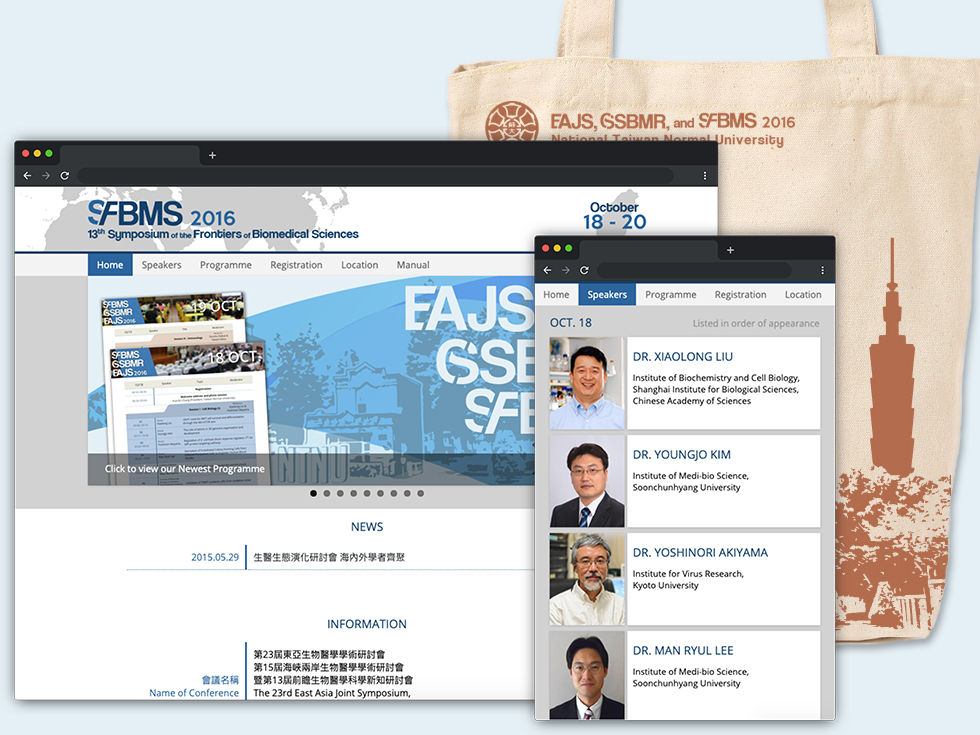 EAJS, GSBMR, and SFBMS 2016
National Taiwan Normal University
SFBMS 2016
13th Symposium of the Frontiers of Biomedical Sciences
October
18 - 20
Home Speakers Programme Registration Location Manual
SFBMS
GSBMR
EAJS 2016
19 OCT
SFBMS
GSBMR
EAJS 2016
18 OCT
EAJS
GSB
SFB
NTNU
Click to view our Newest Programme
NEWS
2015.05.29 生醫生態演化研討會 海內外學者齊聚
INFORMATION
會議名稱
Name of Conference
第23屆東亞生物醫學學術研討會
第15屆海峽兩岸生物醫學學術研討會
暨第13屆前瞻生物醫學科學新知研討會
The 23rd East Asia Joint Symposium,
Home Speakers Programme Registration Location
OCT. 18 Listed in order of appearance
DR. XIAOLONG LIU
Institute of Biochemistry and Cell Biology,
Shanghai Institute for Biological Sciences,
Chinese Academy of Sciences
DR. YOUNGJO KIM
Institute of Medi-bio Science,
Soonchunhyang University
DR. YOSHINORI AKIYAMA
Institute for Virus Research,
Kyoto University
DR. MAN RYUL LEE
Institute of Medi-bio Science,
Soonchunhyang University